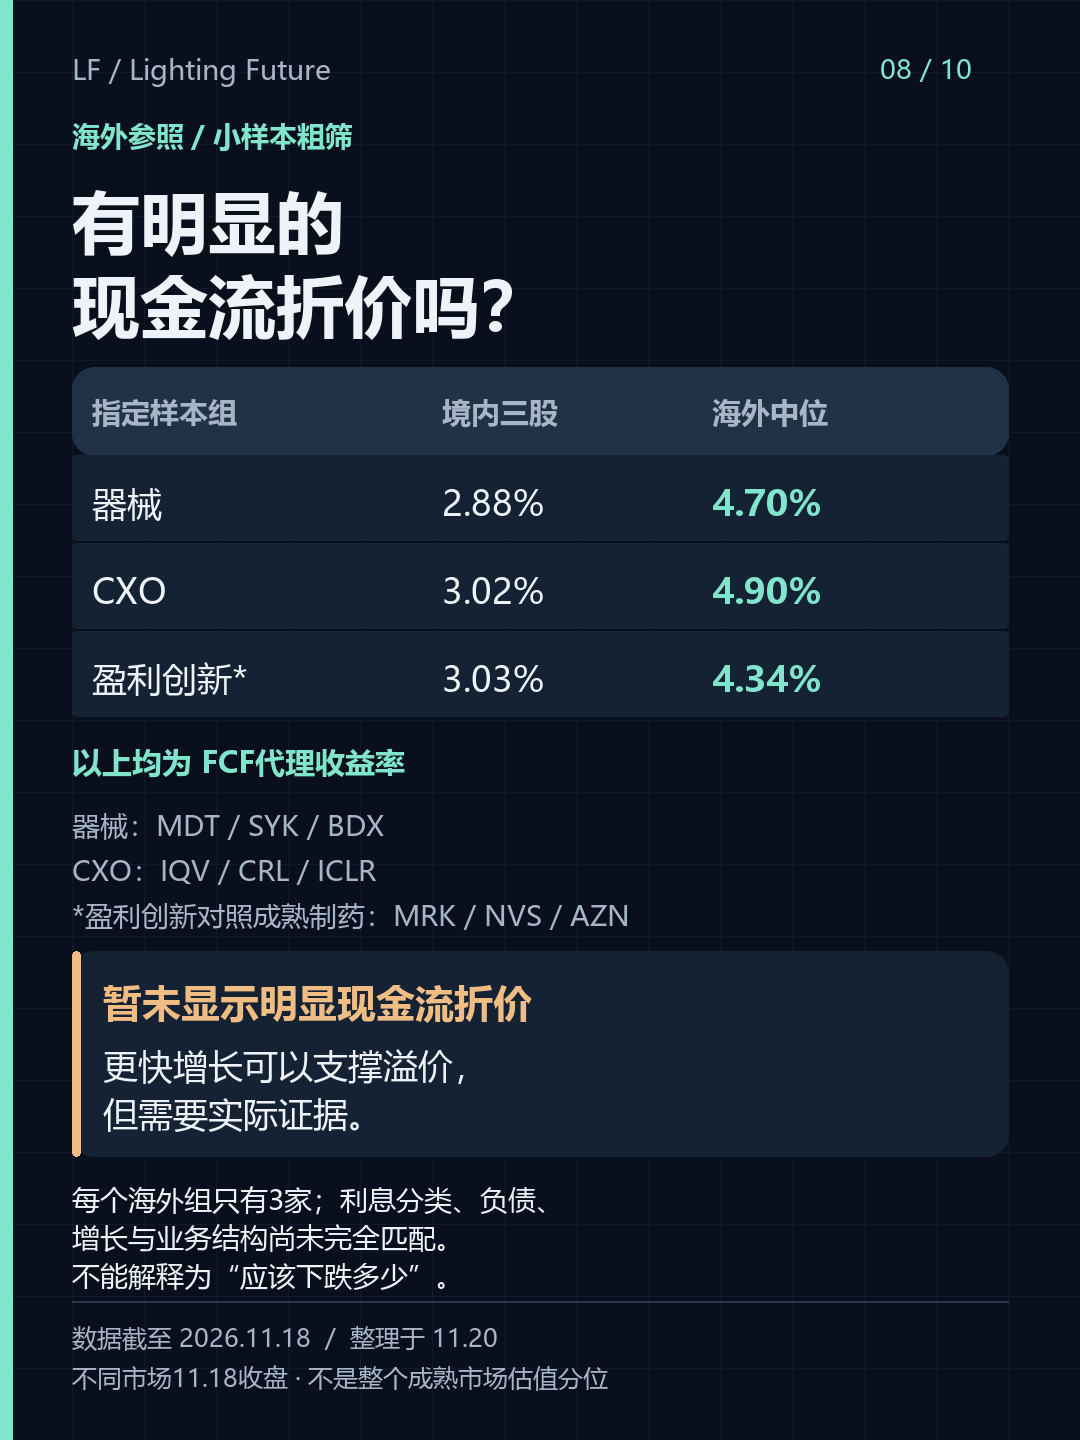 LF / Lighting Future
08 / 10
海外参照 / 小样本粗筛
有明显的
现金流折价吗?
指定样本组 境内三股 海外中位
器械 2.88% 4.70%
CXO 3.02% 4.90%
盈利创新* 3.03% 4.34%
以上均为 FCF代理收益率
器械：MDT / SYK / BDX
CXO：IQV / CRL / ICLR
*盈利创新对照成熟制药：MRK / NVS / AZN
暂未显示明显现金流折价
更快增长可以支撑溢价，
但需要实际证据。
每个海外组只有3家；利息分类、负债、
增长与业务结构尚未完全匹配。
不能解释为“应该下跌多少”。
数据截至 2026.11.18 / 整理于 11.20
不同市场11.18收盘 · 不是整个成熟市场估值分位